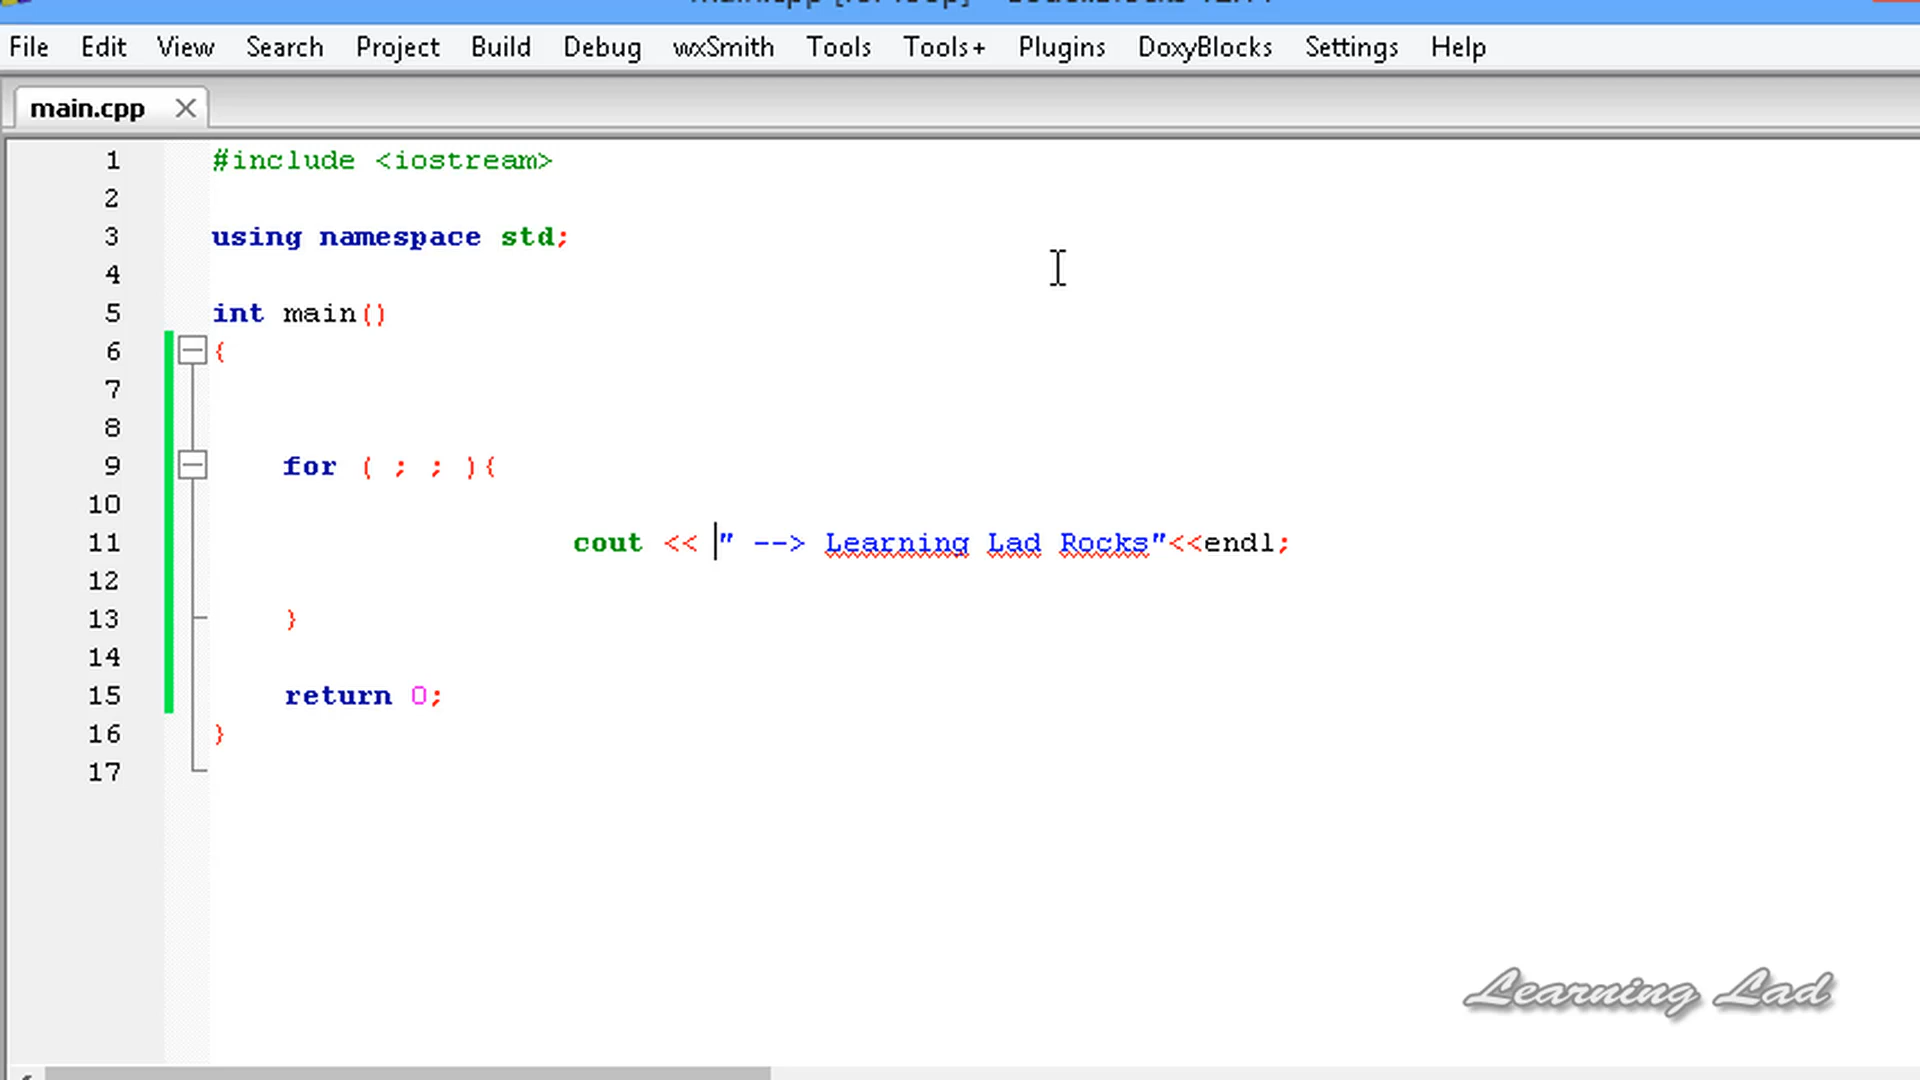 File Edit View Search Project Build Debug wxSmith Tools Tools+ Plugins DoxyBlocks Settings Help
main.cpp
1 #include <iostream>
2
3 using namespace std;
4
5 int main()
6 {
7
8
9 for ( ; ; ){
10
11 cout << " --> Learning Lad Rocks"<<endl;
12
13 }
14
15 return 0;
16 }
17
Learning Lad